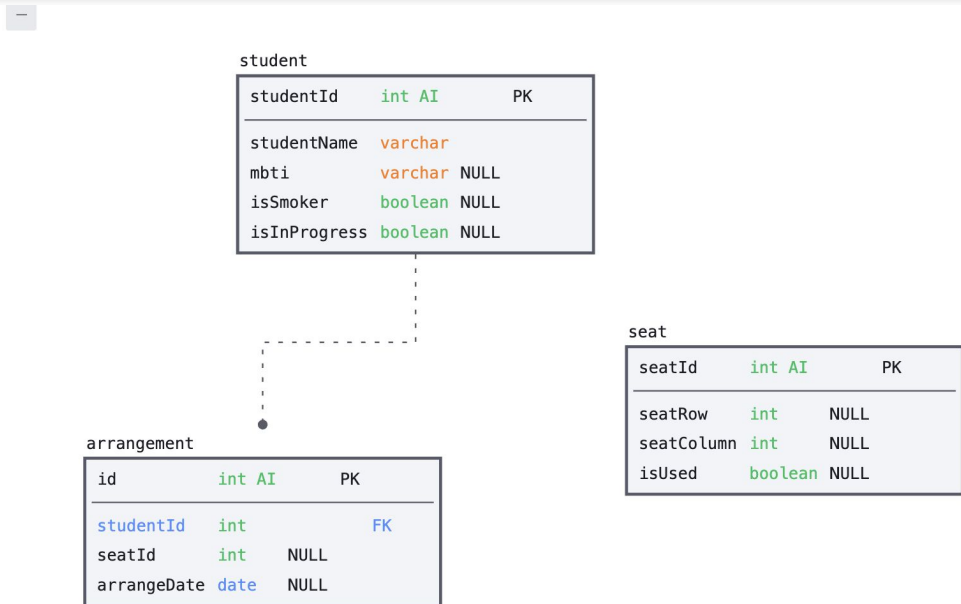 student
studentId int AI PK
studentName varchar
mbti varchar NULL
isSmoker boolean NULL
isInProgress boolean NULL
seat
seatId int AI PK
seatRow int NULL
seatColumn int NULL
isUsed boolean NULL
arrangement
id int AI PK
studentId int FK
seatId int NULL
arrangeDate date NULL